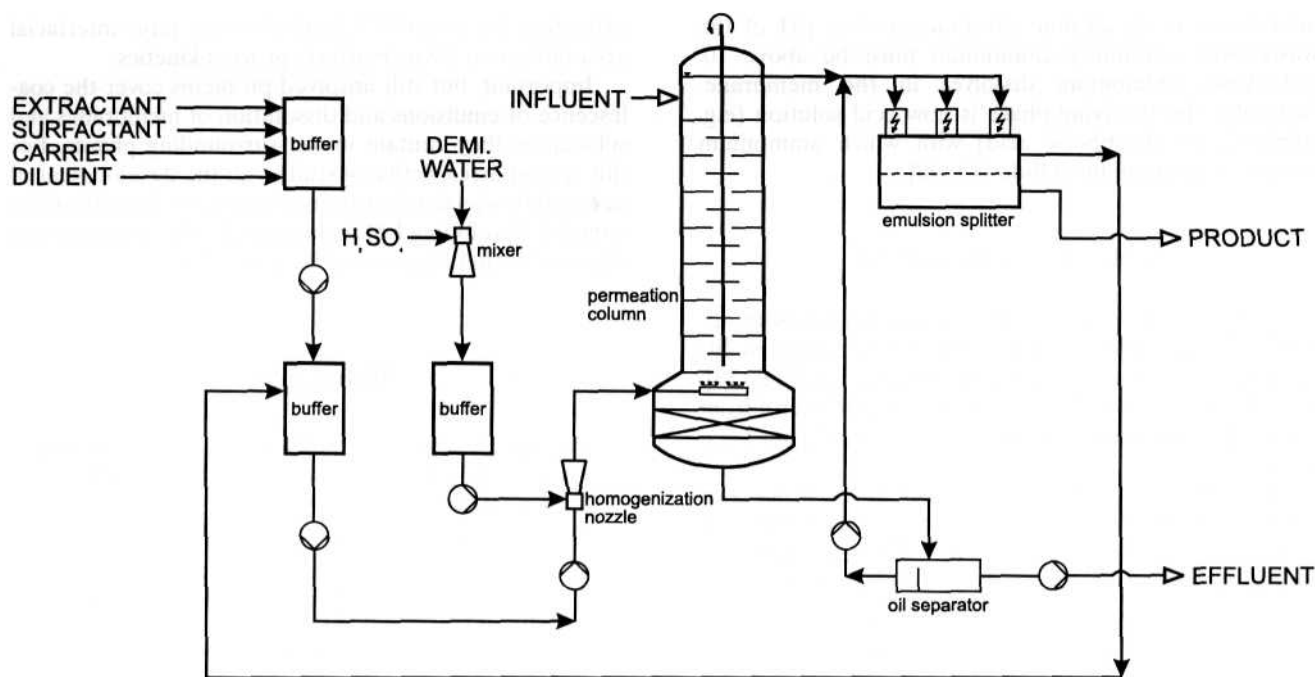 EXTRACTANT
SURFACTANT
CARRIER
DILUENT
buffer
DEMI.
WATER
H, SO,
mixer
INFLUENT
permeation
column
emulsion splitter
PRODUCT
buffer
buffer
homogenization
nozzle
oil separator
EFFLUENT